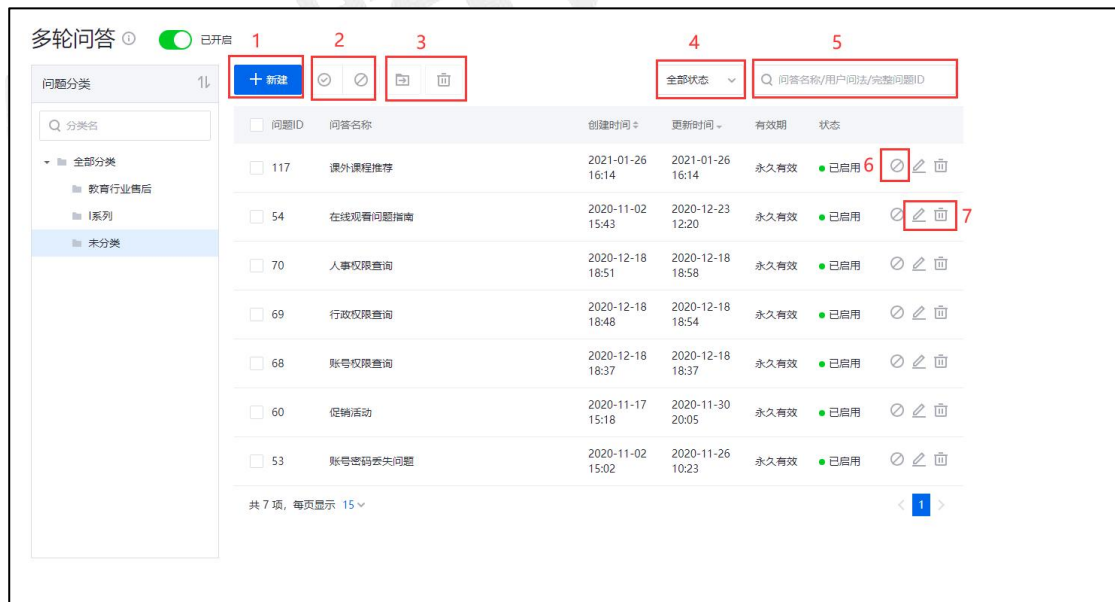 多轮问答 已开启
1 2 3 4 5
问题分类
+ 新建
全部状态
问答名称/用户问法/完整问题ID
分类名
全部分类
教育行业售后
I系列
未分类
问题ID 问答名称 创建时间 更新时间 有效期 状态
117 课外课程推荐 2021-01-26 16:14 2021-01-26 16:14 永久有效 已启用 6
54 在线观看问题指南 2020-11-02 15:43 2020-12-23 12:20 永久有效 已启用 7
70 人事权限查询 2020-12-18 18:51 2020-12-18 18:58 永久有效 已启用
69 行政权限查询 2020-12-18 18:48 2020-12-18 18:54 永久有效 已启用
68 账号权限查询 2020-12-18 18:37 2020-12-18 18:37 永久有效 已启用
60 促销活动 2020-11-17 15:18 2020-11-30 20:05 永久有效 已启用
53 账号密码丢失问题 2020-11-02 15:02 2020-11-26 10:23 永久有效 已启用
共 7 项, 每页显示 15
1